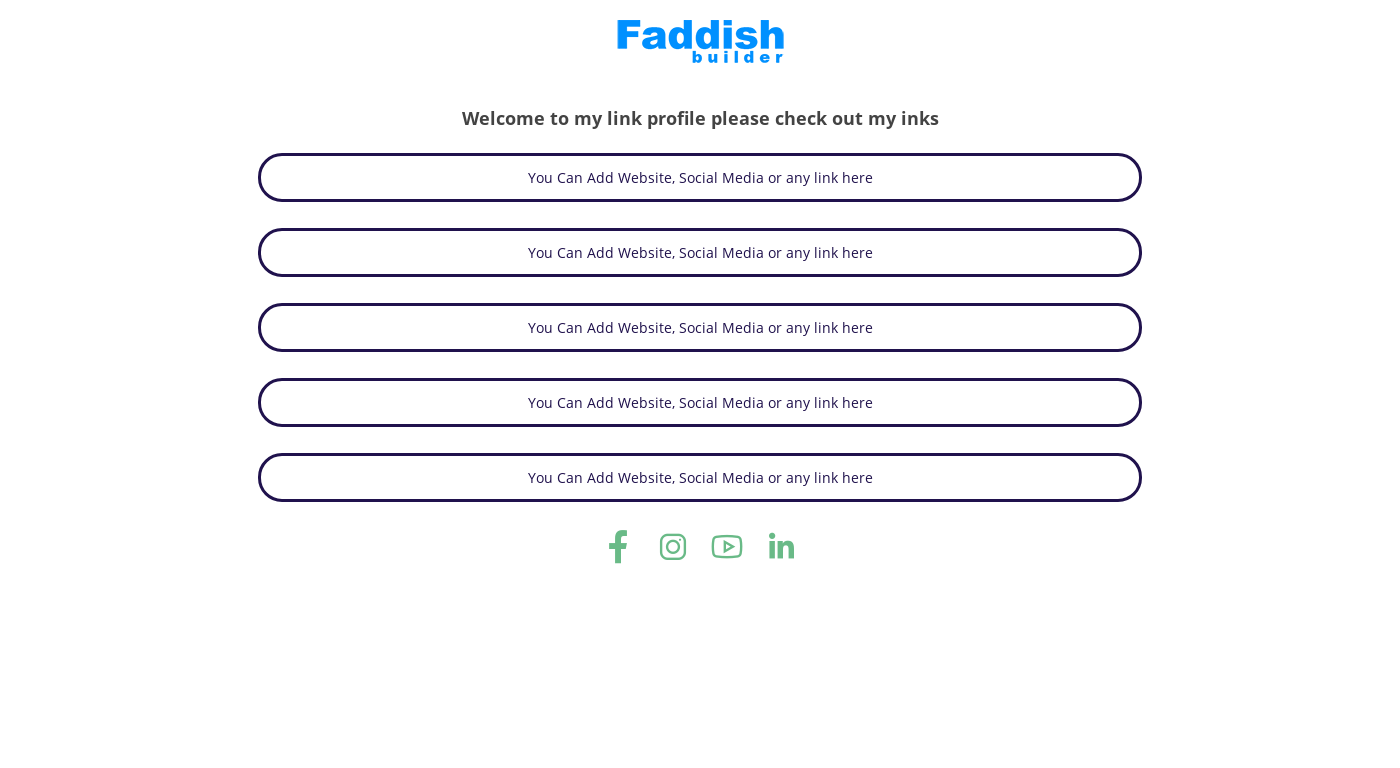 Faddish
builder
Welcome to my link profile please check out my inks
You Can Add Website, Social Media or any link here
You Can Add Website, Social Media or any link here
You Can Add Website, Social Media or any link here
You Can Add Website, Social Media or any link here
You Can Add Website, Social Media or any link here